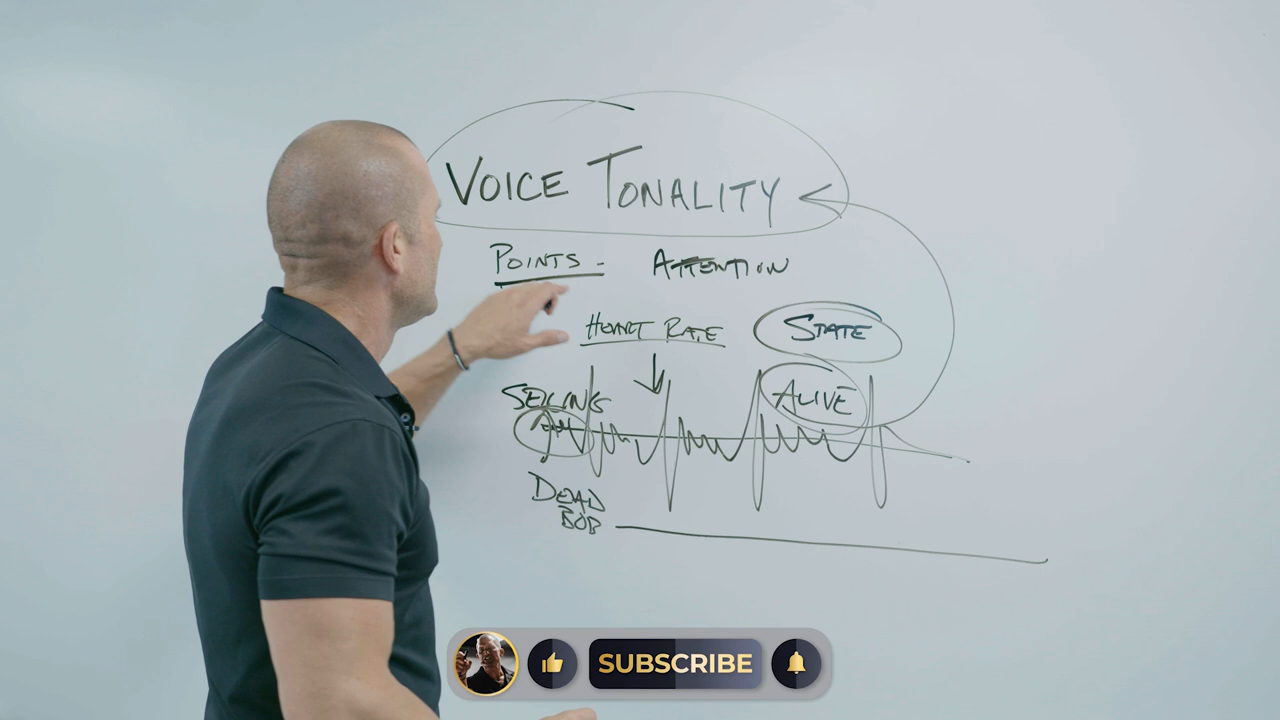 VOICE TONALITY
POINTS - ATTENTION
HEART RATE STATE
SELLING ALIVE
DEAD
BOB
SUBSCRIBE